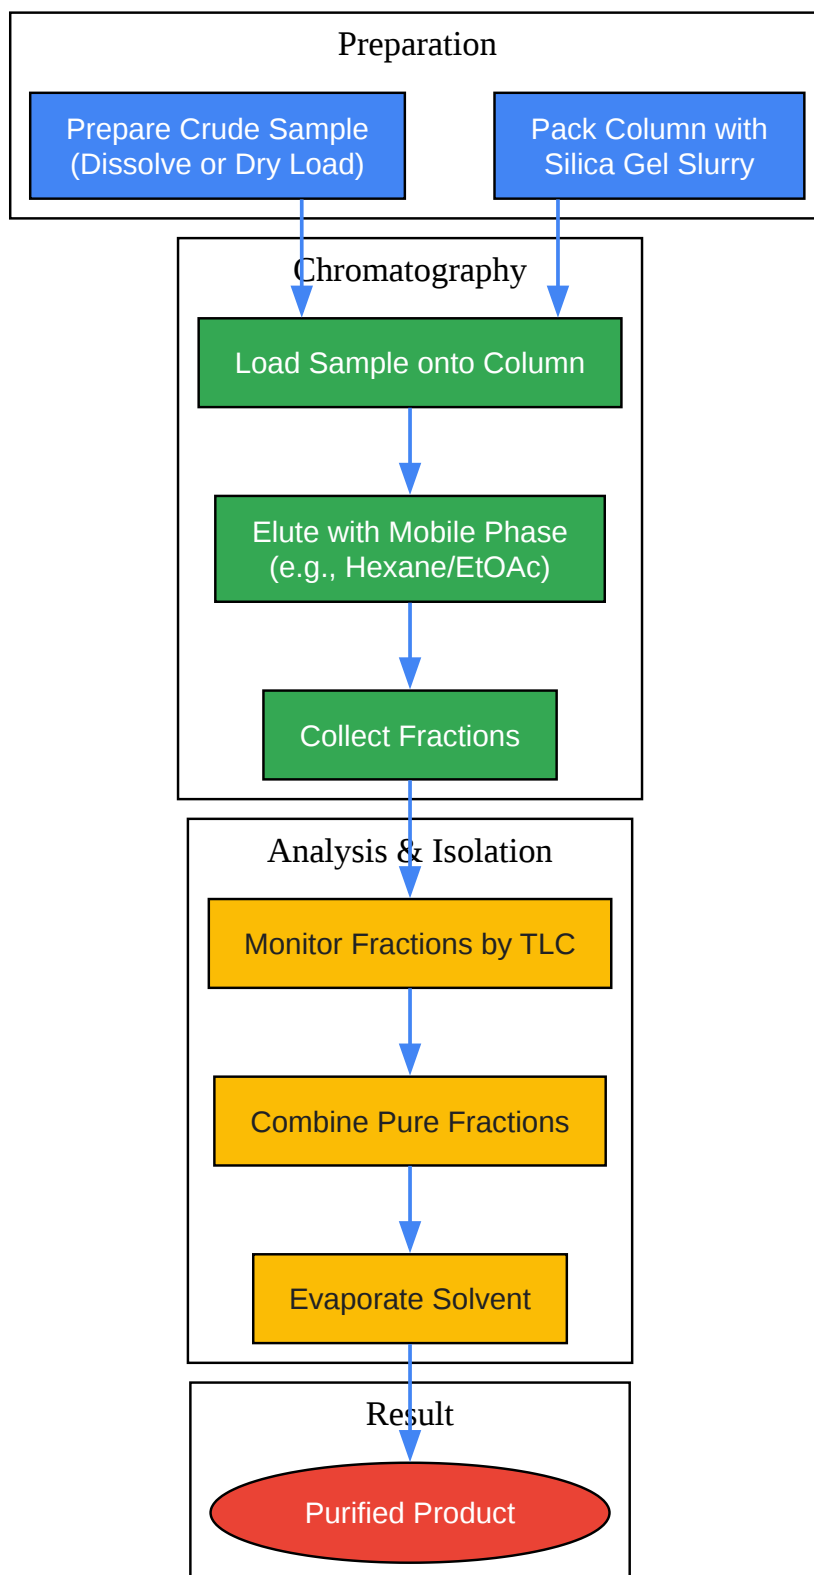 Preparation
Prepare Crude Sample
(Dissolve or Dry Load)
Pack Column with
Silica Gel Slurry
Chromatography
Load Sample onto Column
Elute with Mobile Phase
(e.g., Hexane/EtOAc)
Collect Fractions
Analysis & Isolation
Monitor Fractions by TLC
Combine Pure Fractions
Evaporate Solvent
Result
Purified Product